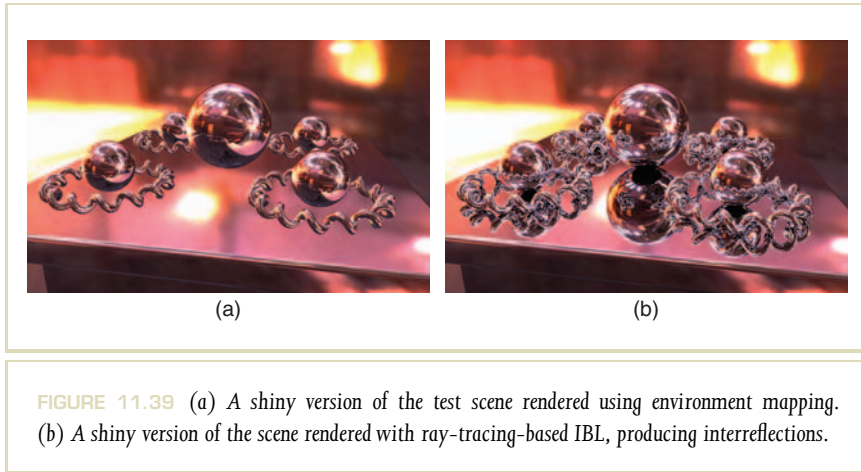 (a)
(b)
FIGURE 11.39 (a) A shiny version of the test scene rendered using environment mapping.
(b) A shiny version of the scene rendered with ray-tracing-based IBL, producing interreflections.